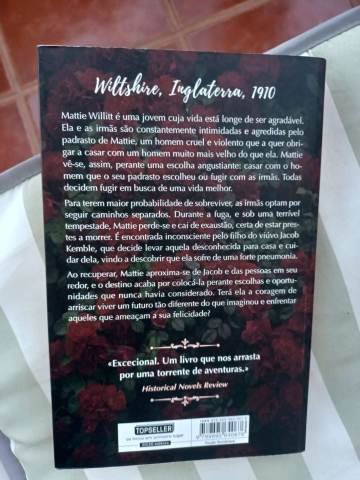 Wiltshire, Inglaterra, 1910
Mattie Willitt é uma jovem cuja vida está longe de ser agradável.
Ela e as irmãs são constantemente intimidadas e agredidas pelo
padrasto de Mattie, um homem cruel e violento que a quer obri-
gar a casar com um homem muito mais velho do que ela. Mattie
vê-se, assim, perante uma escolha angustiante: casar com o ho-
mem que o seu padrasto escolheu ou fugir com as irmãs. Todas
decidem fugir em busca de uma vida melhor.
Para terem maior probabilidade de sobreviver, as irmãs optam por
seguir caminhos separados. Durante a fuga, e sob uma terrível
tempestade, Mattie perde-se e cai de exaustão, certa de estar pres-
tes a morrer. É encontrada inconsciente pelo filho do viúvo Jacob
Kemble, que decide levar aquela desconhecida para casa e cui-
dar dela, vindo a descobrir que ela sofre de uma forte pneumonia.
Ao recuperar, Mattie aproxima-se de Jacob e das pessoas em seu
redor, e o destino acaba por colocá-la perante escolhas e oportu-
nidades que nunca havia considerado. Terá ela a coragem de
arriscar viver um futuro tão diferente do que imaginou e enfrentar
aqueles que ameaçam a sua felicidade?
«Excecional. Um livro que nos arrasta
por uma torrente de aventuras.»
Historical Novels Review
TOPSELLER
os livros em primeiro lugar